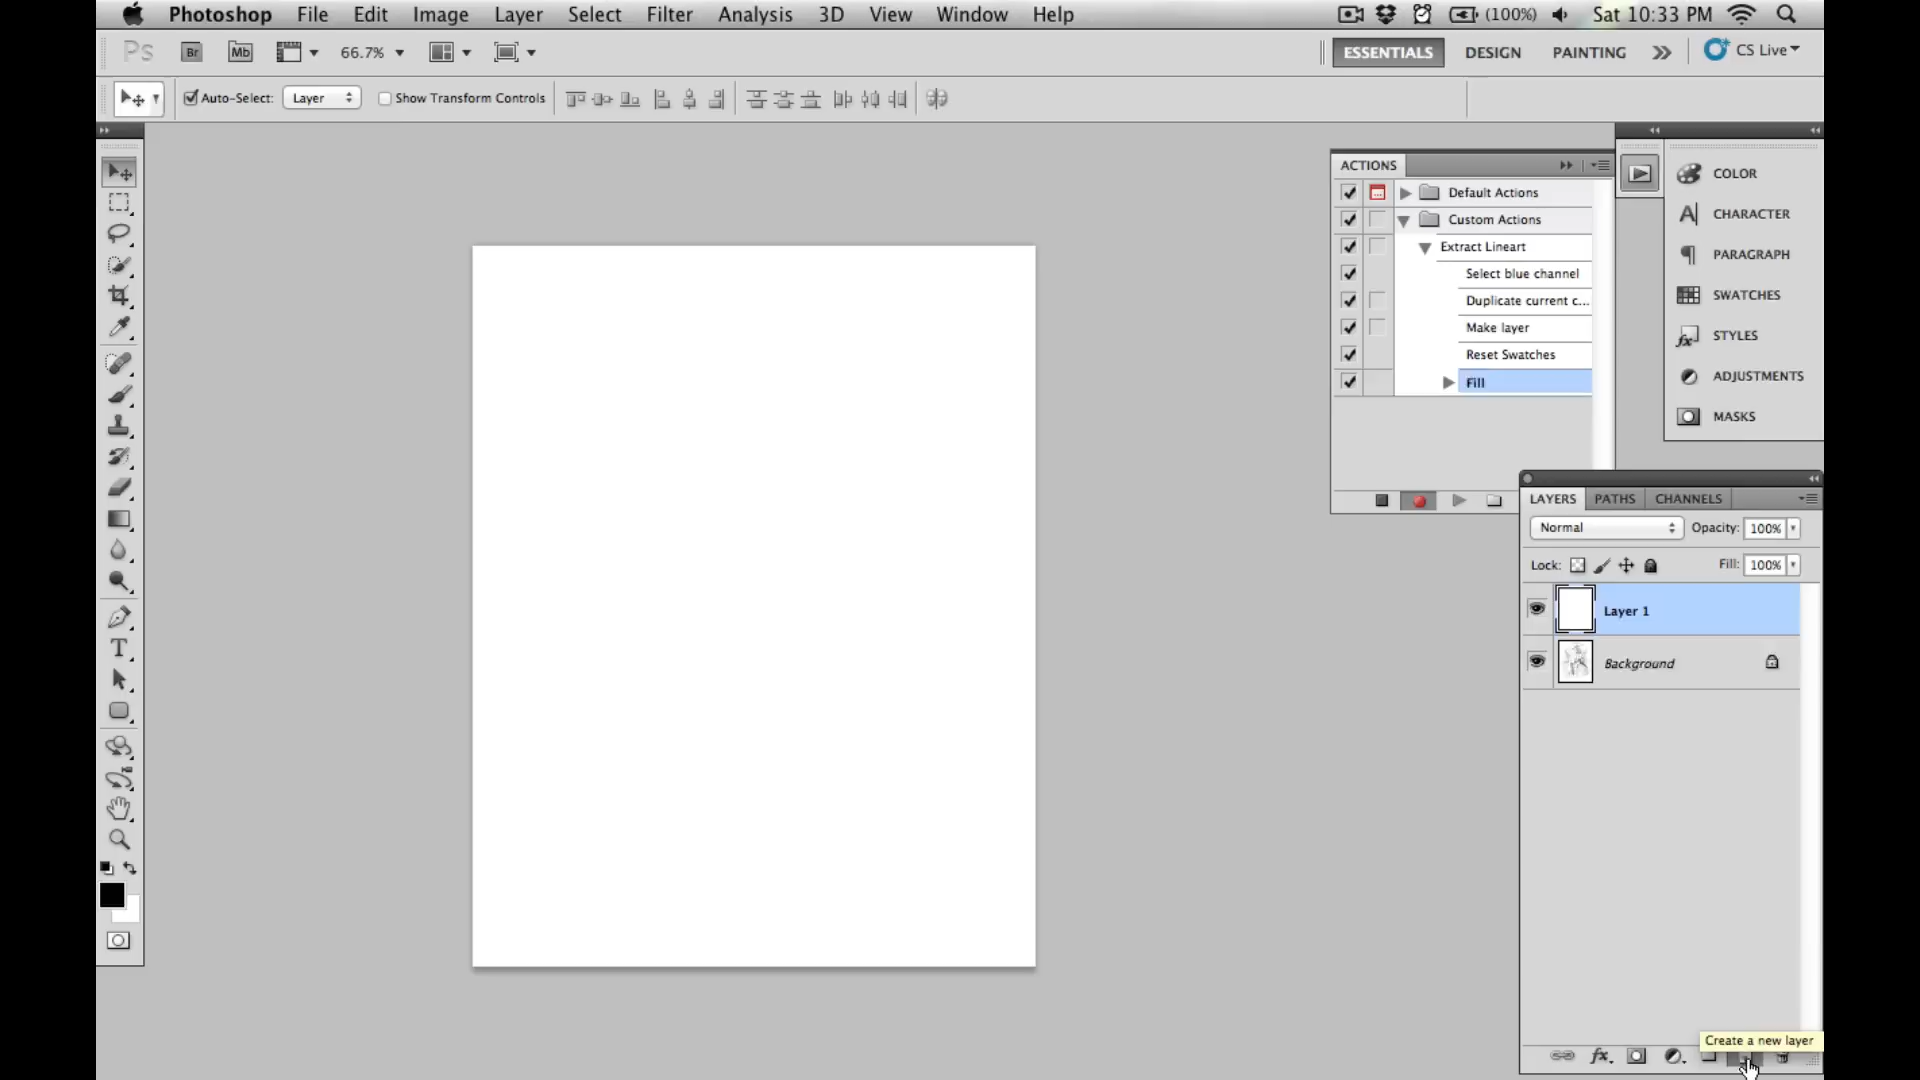 Photoshop File Edit Image Layer Select Filter Analysis 3D View Window Help (100%) Sat 10:33 PM
Ps Br Mb 66.7% ESSENTIALS DESIGN PAINTING CS Live
Auto-Select: Layer Show Transform Controls
ACTIONS
Default Actions
Custom Actions
Extract Lineart
Select blue channel
Duplicate current c...
Make layer
Reset Swatches
Fill
COLOR
CHARACTER
PARAGRAPH
SWATCHES
STYLES
ADJUSTMENTS
MASKS
LAYERS PATHS CHANNELS
Normal Opacity: 100%
Lock: Fill: 100%
Layer 1
Background
Create a new layer